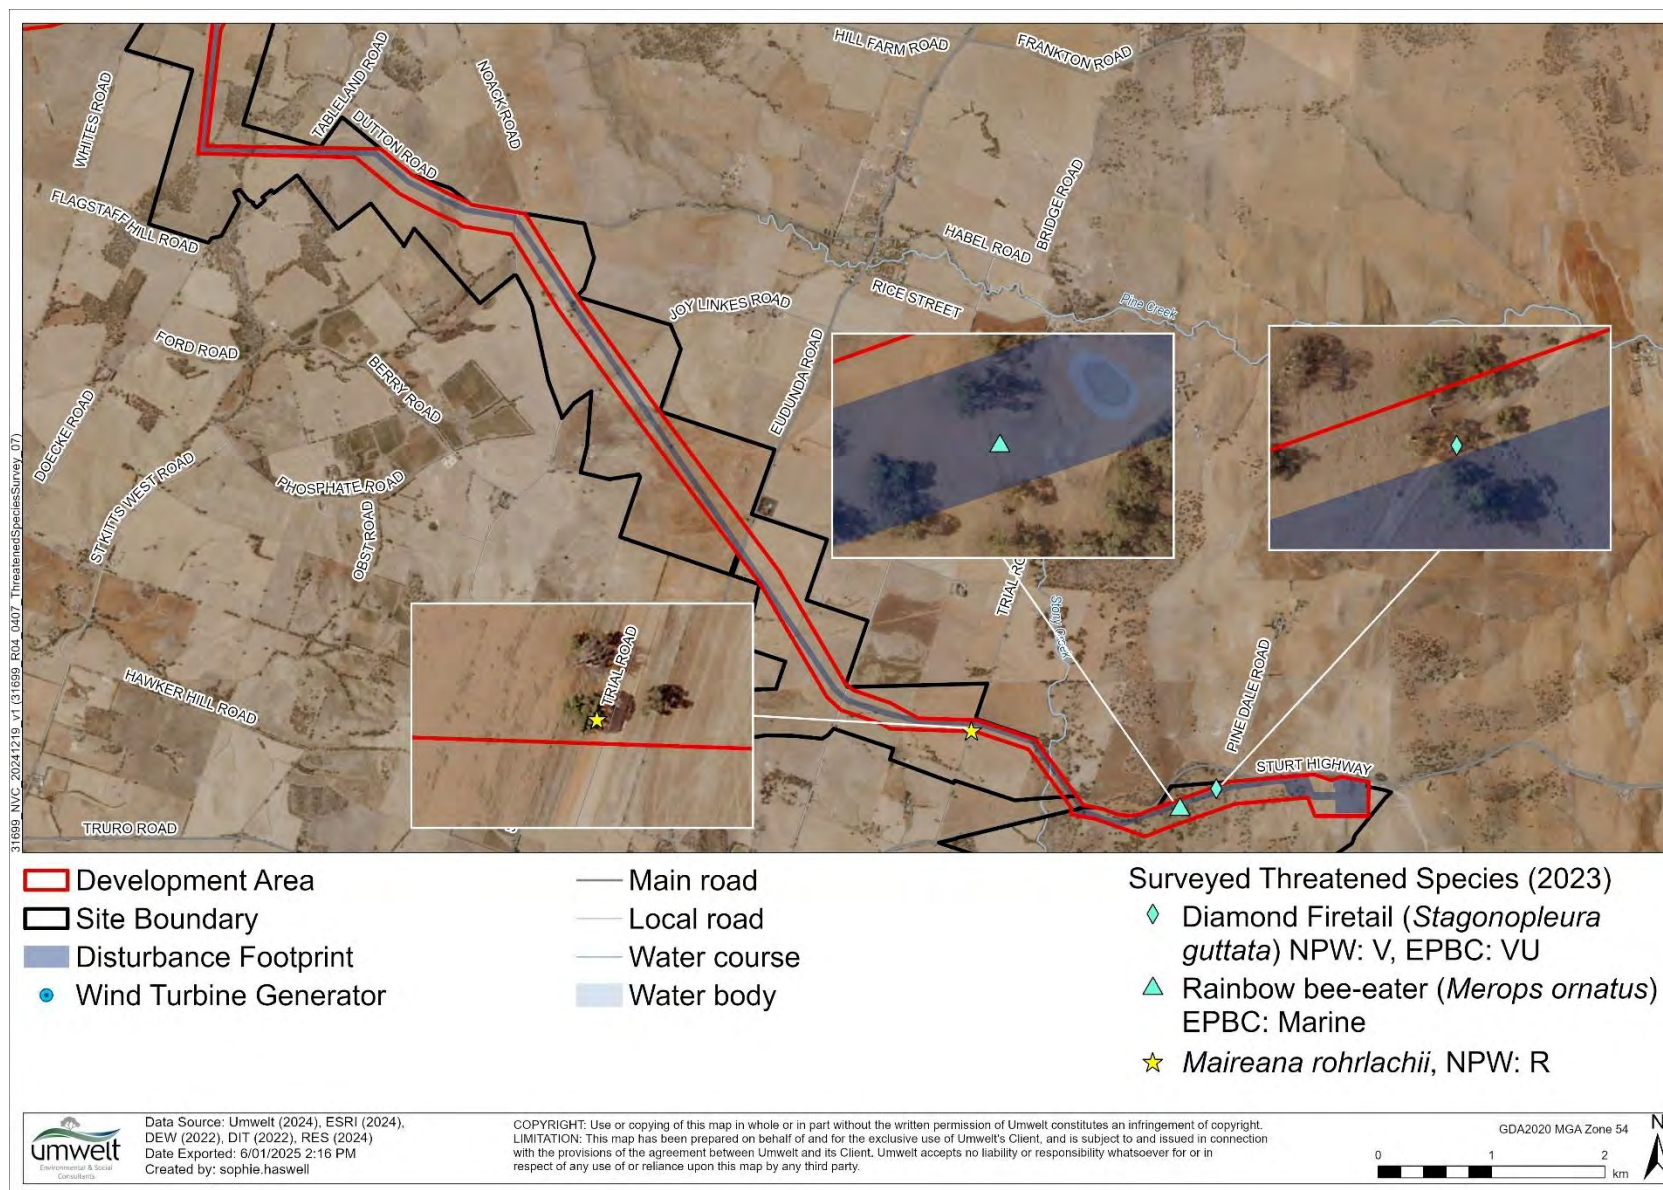 HILL FARM ROAD
FRANKTON ROAD
TABLELAND ROAD
NOACK ROAD
WHITES ROAD
DUTTON ROAD
FLAGSTAFF HILL ROAD
BRIDGE ROAD
HABEL ROAD
RICE STREET
JOY LINKES ROAD
Pine Creek
FORD ROAD
BERRY ROAD
EUDUNDA ROAD
DOECKE ROAD
ST KITTS WEST ROAD
PHOSPHATE ROAD
OBST ROAD
TRIAL RO
Stony Creek
TRIAL ROAD
PINE DALE ROAD
HAWKER HILL ROAD
STURT HIGHWAY
TRURO ROAD
31699_NVC_20241219_v1 (31699_R04_0407_ThreatenedSpeciesSurvey_07)
Development Area
Site Boundary
Disturbance Footprint
Wind Turbine Generator
Main road
Local road
Water course
Water body
Surveyed Threatened Species (2023)
Diamond Firetail (Stagonopleura
guttata) NPW: V, EPBC: VU
Rainbow bee-eater (Merops ornatus)
EPBC: Marine
Maireana rohrlachii, NPW: R
umwelt
Environmental & Social
Consultants
Data Source: Umwelt (2024), ESRI (2024),
DEW (2022), DIT (2022), RES (2024)
Date Exported: 6/01/2025 2:16 PM
Created by: sophie.haswell
COPYRIGHT: Use or copying of this map in whole or in part without the written permission of Umwelt constitutes an infringement of copyright.
LIMITATION: This map has been prepared on behalf of and for the exclusive use of Umwelt's Client, and is subject to and issued in connection
with the provisions of the agreement between Umwelt and its Client. Umwelt accepts no liability or responsibility whatsoever for or in
respect of any use of or reliance upon this map by any third party.
GDA2020 MGA Zone 54
0 1 2
km
N